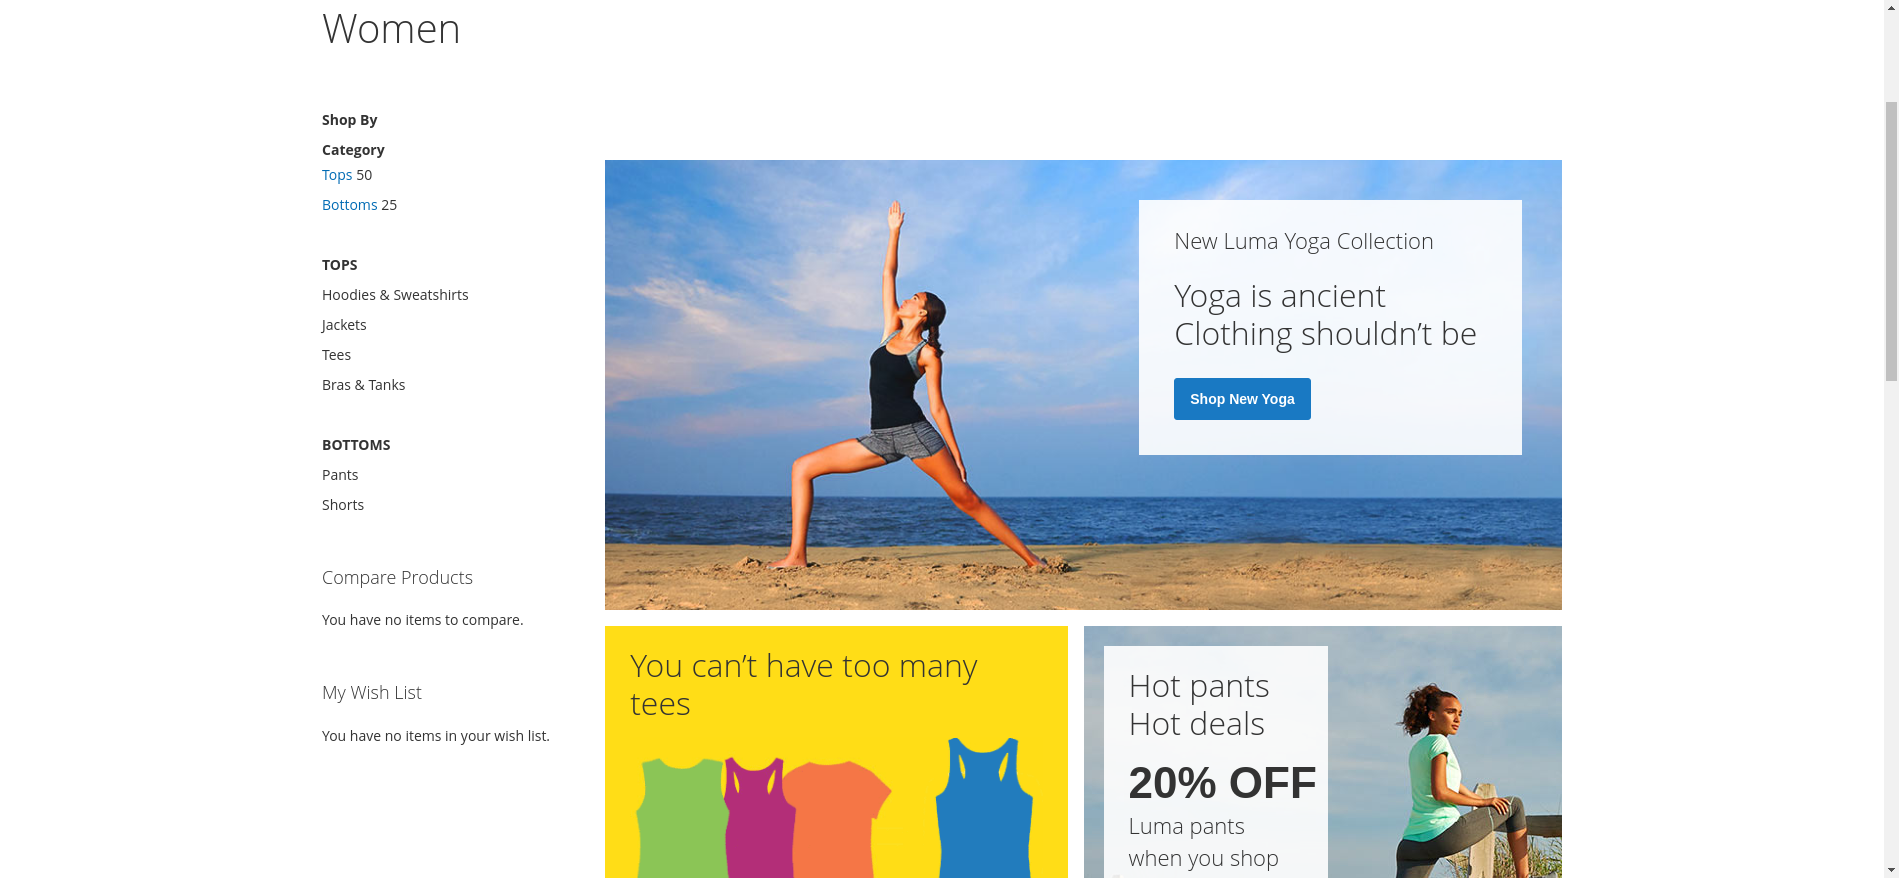 Women
Shop By
Category
Tops 50
Bottoms 25
TOPS
Hoodies & Sweatshirts
Jackets
Tees
Bras & Tanks
BOTTOMS
Pants
Shorts
Compare Products
You have no items to compare.
My Wish List
You have no items in your wish list.
New Luma Yoga Collection
Yoga is ancient
Clothing shouldn’t be
Shop New Yoga
You can’t have too many
tees
Hot pants
Hot deals
20% OFF
Luma pants
when you shop